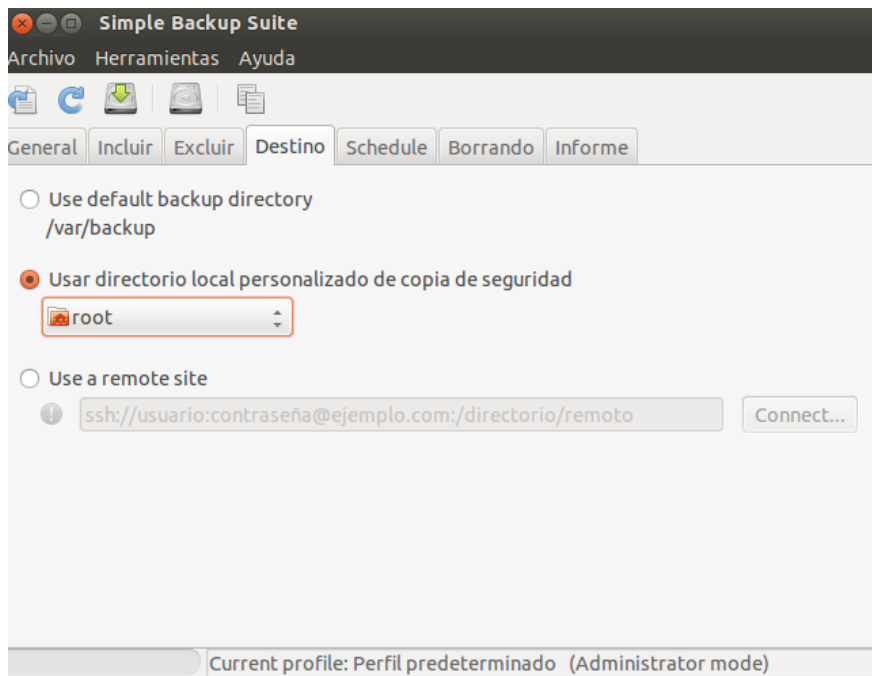 Simple Backup Suite
Archivo Herramientas Ayuda
General Incluir Excluir Destino Schedule Borrando Informe
Use default backup directory
/var/backup
Usar directorio local personalizado de copia de seguridad
root
Use a remote site
ssh://usuario:contraseña@ejemplo.com:/directorio/remoto Connect...
Current profile: Perfil predeterminado (Administrator mode)